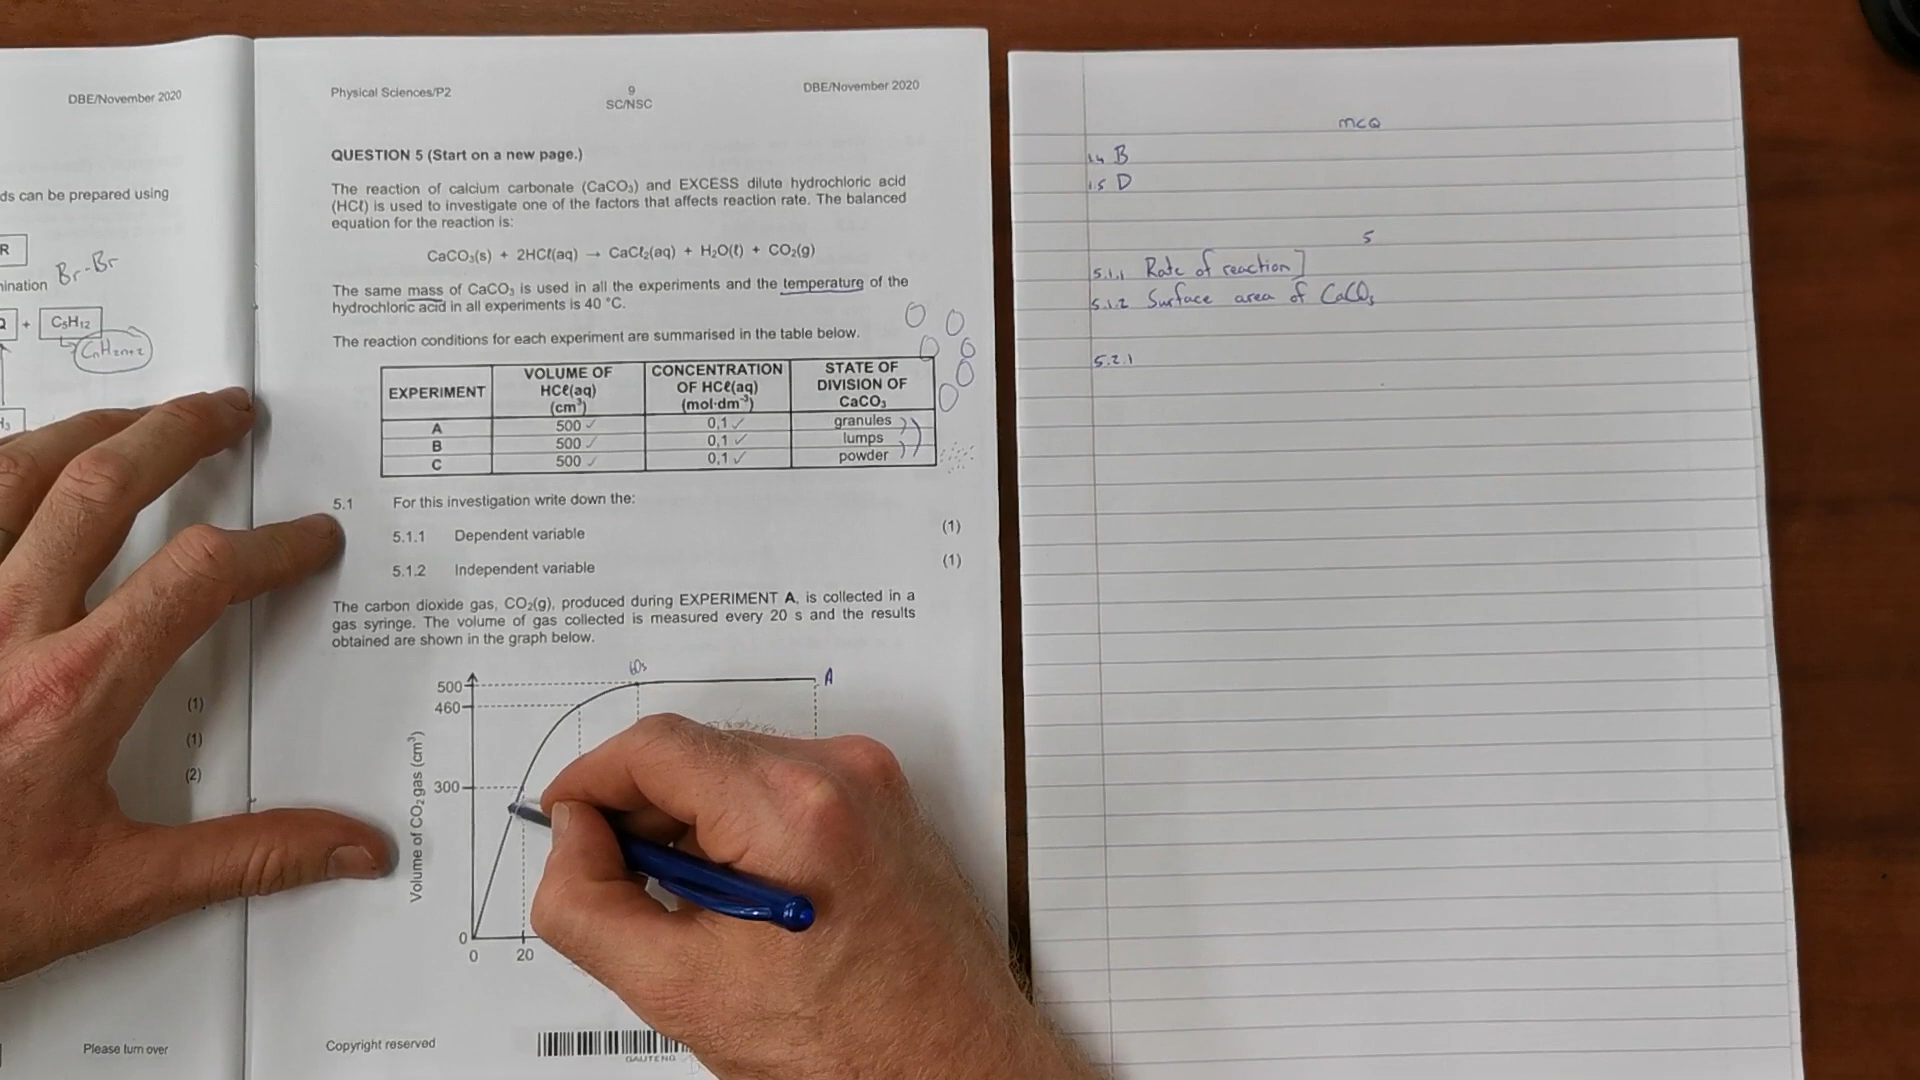 DBE/November 2020
ds can be prepared using
R
mination
Br-Br
+ C₅H₁₂
CnH2n+2
H₃
(1)
(1)
(2)
Please turn over
Physical Sciences/P2
9
SC/NSC
DBE/November 2020
QUESTION 5 (Start on a new page.)
The reaction of calcium carbonate (CaCO₃) and EXCESS dilute hydrochloric acid
(HCℓ) is used to investigate one of the factors that affects reaction rate. The balanced
equation for the reaction is:
CaCO₃(s) + 2HCℓ(aq) → CaCℓ₂(aq) + H₂O(ℓ) + CO₂(g)
The same mass of CaCO₃ is used in all the experiments and the temperature of the
hydrochloric acid in all experiments is 40 °C.
The reaction conditions for each experiment are summarised in the table below.
EXPERIMENT
VOLUME OF
HCℓ(aq)
(cm³)
CONCENTRATION
OF HCℓ(aq)
(mol·dm⁻³)
STATE OF
DIVISION OF
CaCO₃
A 500 ✓ 0,1 ✓ granules
B 500 ✓ 0,1 ✓ lumps
C 500 ✓ 0,1 ✓ powder
5.1 For this investigation write down the:
5.1.1 Dependent variable (1)
5.1.2 Independent variable (1)
The carbon dioxide gas, CO₂(g), produced during EXPERIMENT A, is collected in a
gas syringe. The volume of gas collected is measured every 20 s and the results
obtained are shown in the graph below.
60s
A
500
460
300
0
Volume of CO₂ gas (cm³)
0 20
Copyright reserved
GAUTENG
MCQ
1.4 B
1.5 D
5
5.1.1 Rate of reaction]
5.1.2 Surface area of CaCO₃
5.2.1